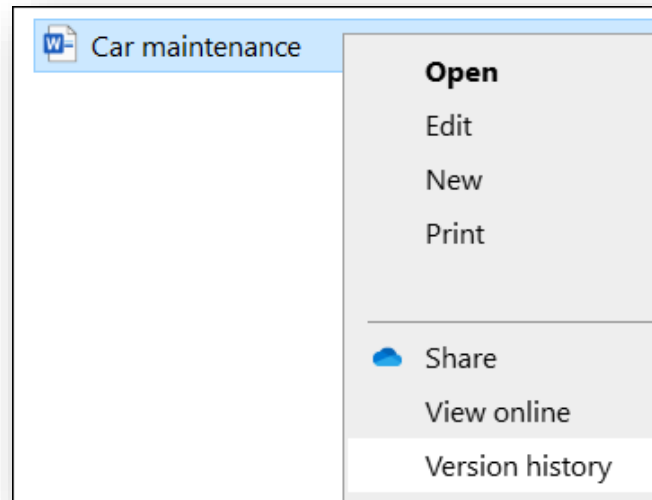 Car maintenance
Open
Edit
New
Print
Share
View online
Version history